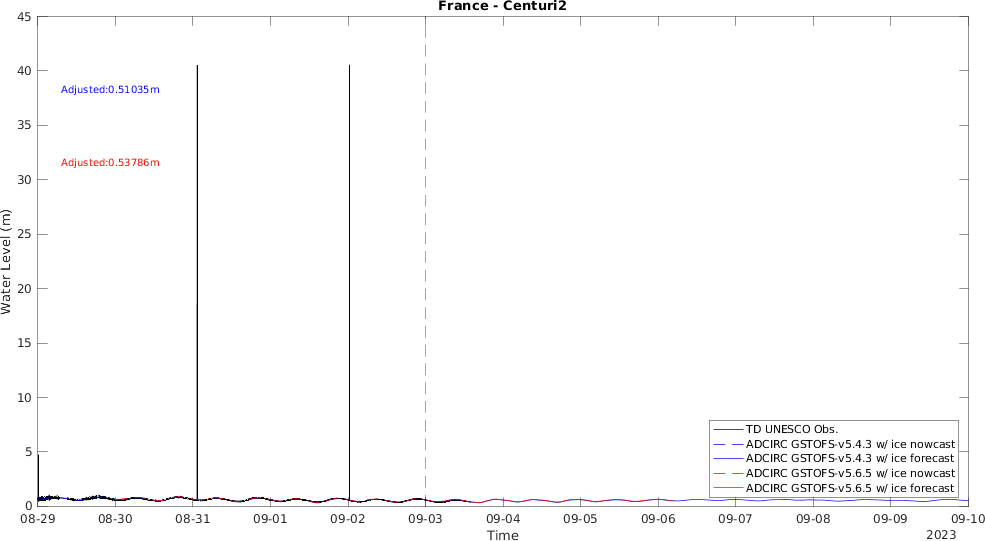 France - Centuri2
45
40
35
30
25
20
15
10
5
0
Water Level (m)
Adjusted:0.51035m
Adjusted:0.53786m
TD UNESCO Obs.
ADCIRC GSTOFS-v5.4.3 w/ ice nowcast
ADCIRC GSTOFS-v5.4.3 w/ ice forecast
ADCIRC GSTOFS-v5.6.5 w/ ice nowcast
ADCIRC GSTOFS-v5.6.5 w/ ice forecast
08-29 08-30 08-31 09-01 09-02 09-03 09-04 09-05 09-06 09-07 09-08 09-09 09-10
Time
2023